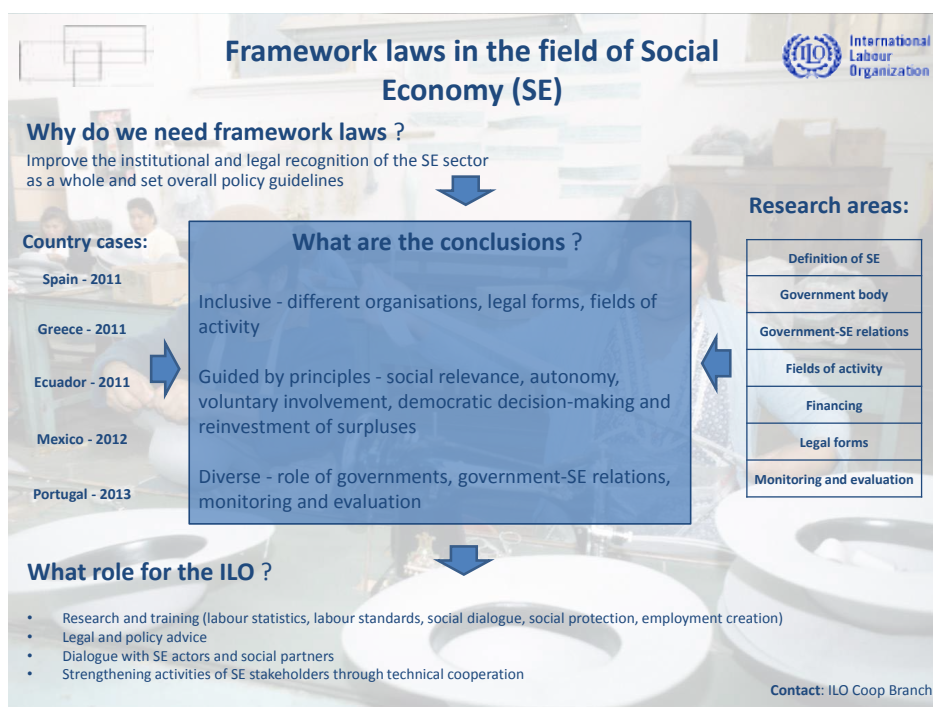 Framework laws in the field of Social
Economy (SE)
International
Labour
Organization
Why do we need framework laws ?
Improve the institutional and legal recognition of the SE sector
as a whole and set overall policy guidelines
Country cases:
Spain - 2011
Greece - 2011
Ecuador - 2011
Mexico - 2012
Portugal - 2013
What are the conclusions ?
Inclusive - different organisations, legal forms, fields of
activity
Guided by principles - social relevance, autonomy,
voluntary involvement, democratic decision-making and
reinvestment of surpluses
Diverse - role of governments, government-SE relations,
monitoring and evaluation
Research areas:
Definition of SE
Government body
Government-SE relations
Fields of activity
Financing
Legal forms
Monitoring and evaluation
What role for the ILO ?
• Research and training (labour statistics, labour standards, social dialogue, social protection, employment creation)
• Legal and policy advice
• Dialogue with SE actors and social partners
• Strengthening activities of SE stakeholders through technical cooperation
Contact: ILO Coop Branch